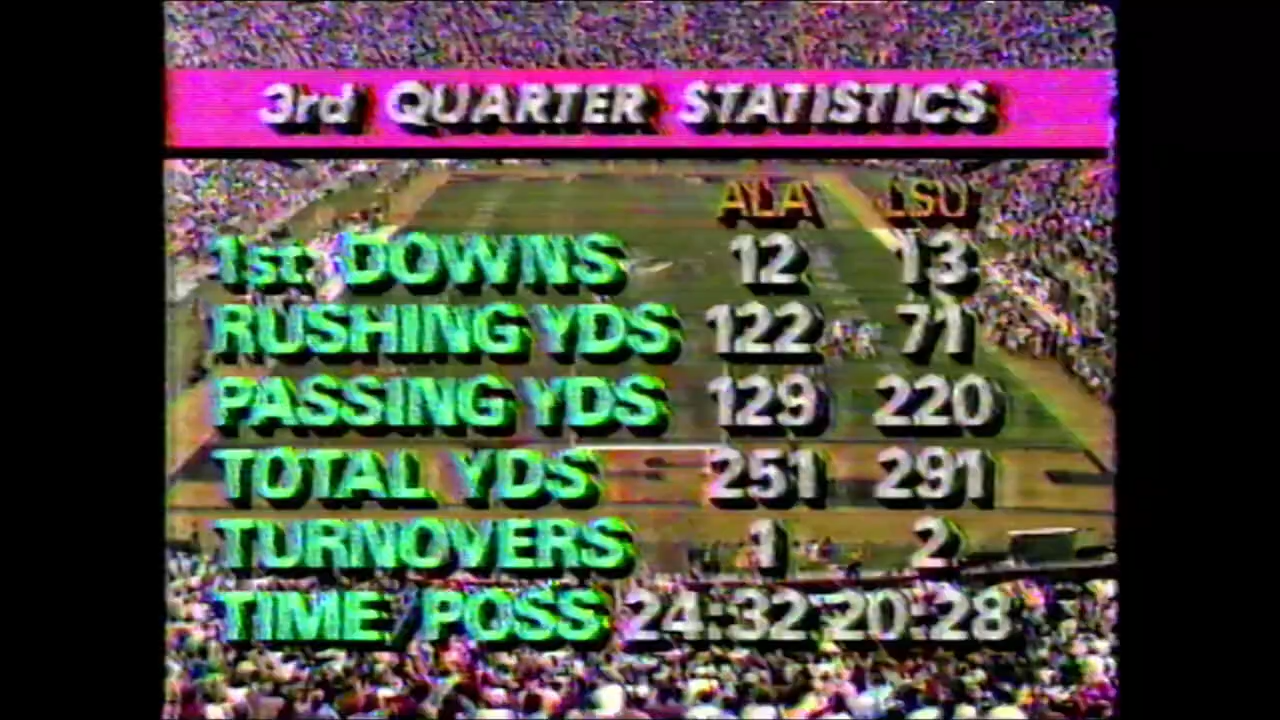 3rd QUARTER STATISTICS
ALA LSU
1st DOWNS 12 13
RUSHING YDS 122 71
PASSING YDS 129 220
TOTAL YDS 251 291
TURNOVERS 1 2
TIME POSS 24:32 20:28